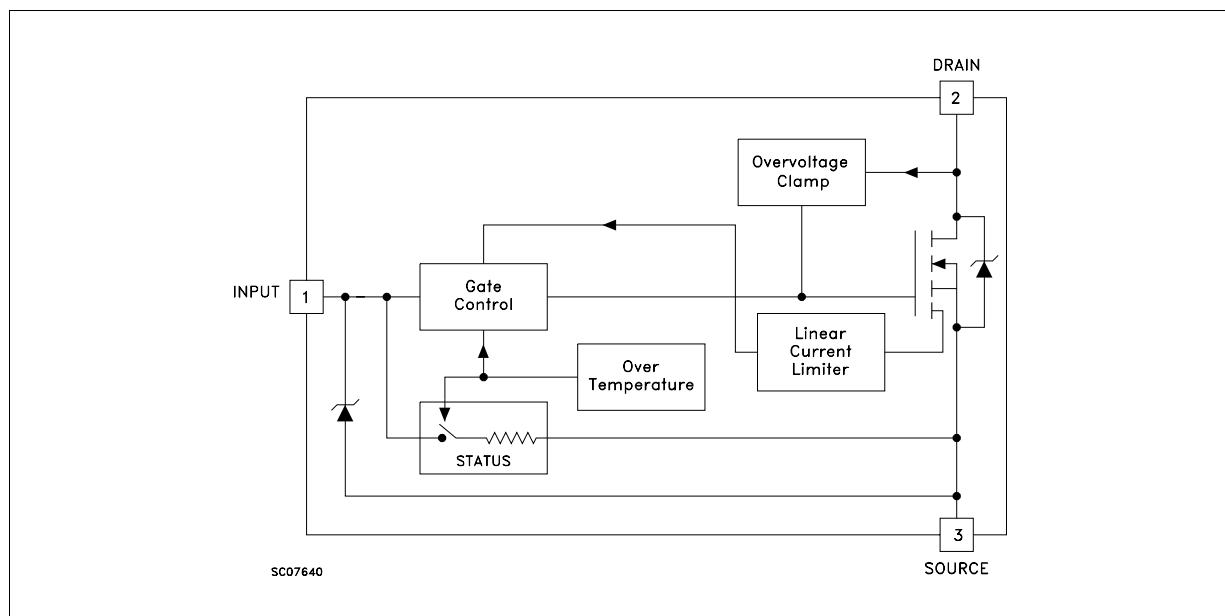 DRAIN
2
Overvoltage
Clamp
INPUT
1
Gate
Control
Linear
Current
Limiter
Over
Temperature
STATUS
3
SOURCE
SC07640